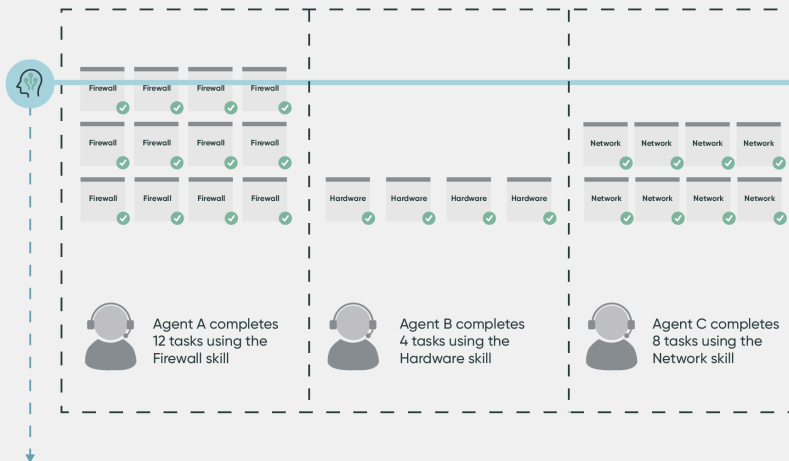 Firewall Firewall Firewall Firewall
Firewall Firewall Firewall Firewall
Network Network Network Network
Firewall Firewall Firewall Firewall
Hardware Hardware Hardware Hardware
Network Network Network Network
Agent A completes
12 tasks using the
Firewall skill
Agent B completes
4 tasks using the
Hardware skill
Agent C completes
8 tasks using the
Network skill